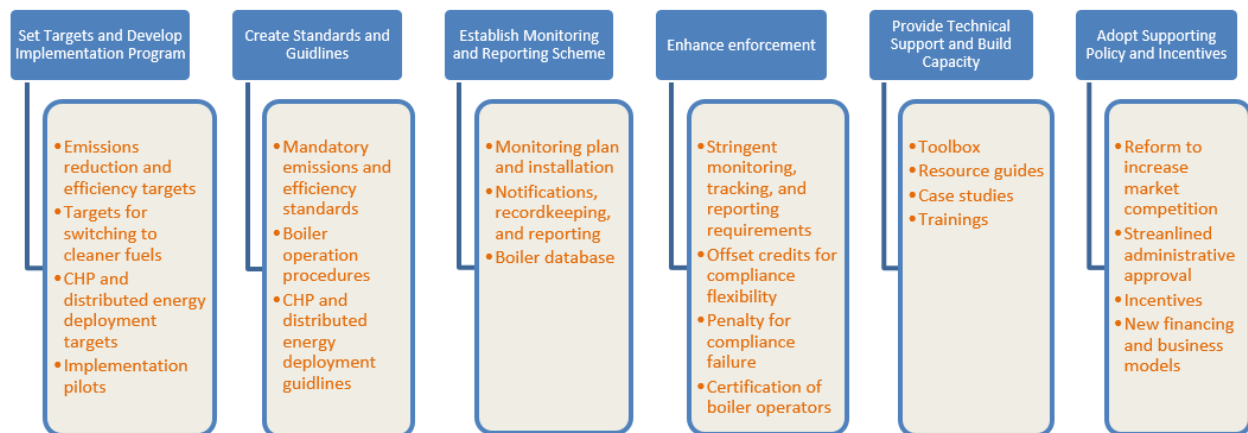 Set Targets and Develop
Implementation Program
• Emissions
reduction and
efficiency targets
• Targets for
switching to
cleaner fuels
• CHP and
distributed energy
deployment
targets
• Implementation
pilots
Create Standards and
Guidlines
• Mandatory
emissions and
efficiency
standards
• Boiler
operation
procedures
• CHP and
distributed
energy
deployment
guidlines
Establish Monitoring
and Reporting Scheme
• Monitoring plan
and installation
• Notifications,
recordkeeping,
and reporting
• Boiler database
Enhance enforcement
• Stringent
monitoring,
tracking, and
reporting
requirements
• Offset credits for
compliance
flexibility
• Penalty for
compliance
failure
• Certification of
boiler operators
Provide Technical
Support and Build
Capacity
• Toolbox
• Resource guides
• Case studies
• Trainings
Adopt Supporting
Policy and Incentives
• Reform to
increase
market
competition
• Streamlined
administrative
approval
• Incentives
• New financing
and business
models